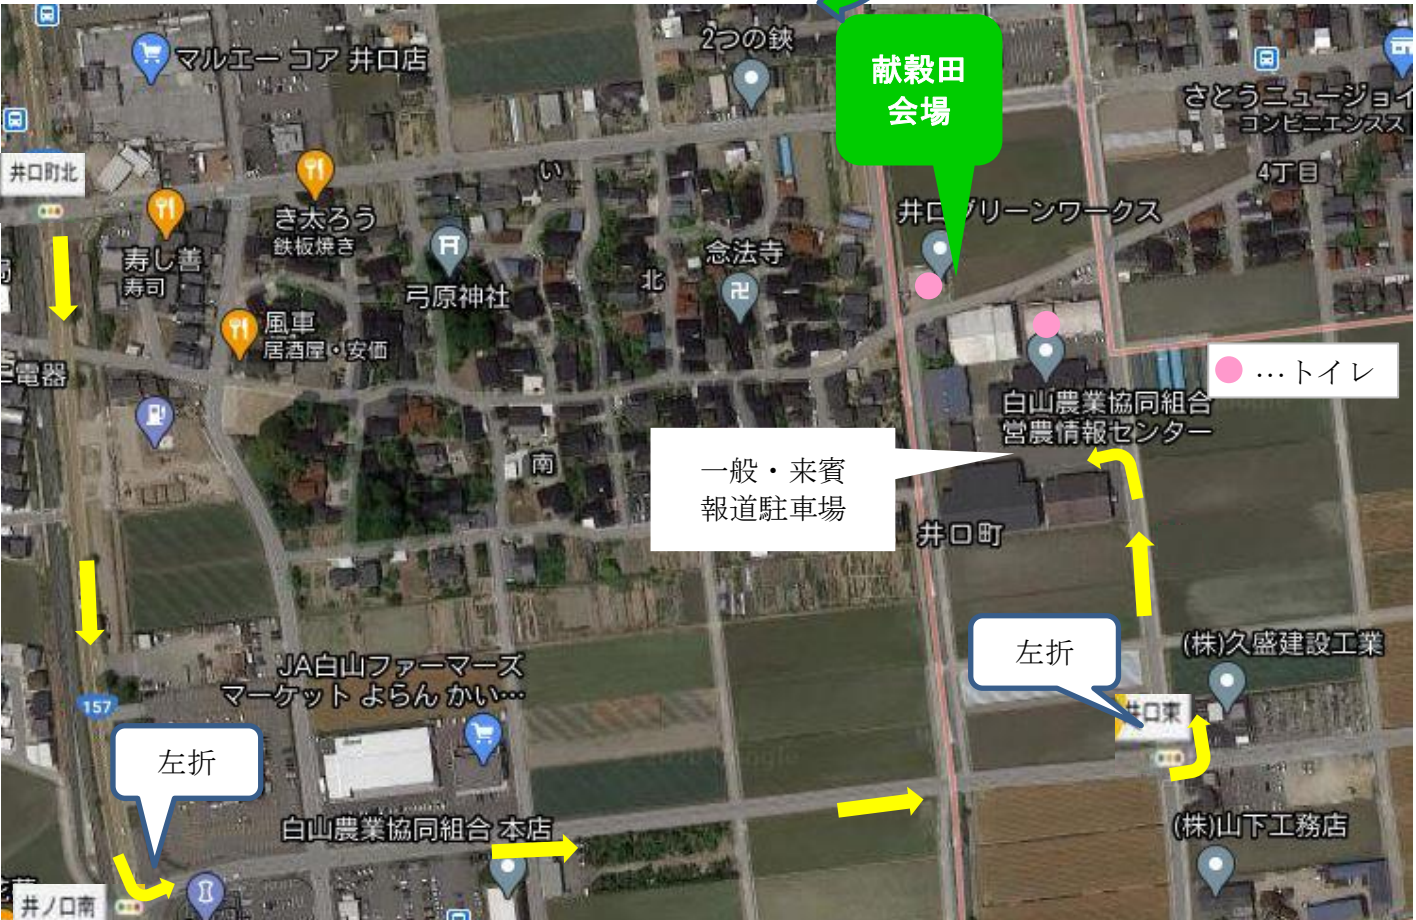 マルエー コア 井口店
2つの鋏
献穀田
会場
さとうニュージョイ
コンビニエンスス
井口町北
き太ろう
鉄板焼き
い
4丁目
井口グリーンワークス
寿し善
寿司
弓原神社
北
念法寺
風車
居酒屋・安価
電器
…トイレ
白山農業協同組合
営農情報センター
一般・来賓
報道駐車場
南
井口町
左折
(株)久盛建設工業
JA白山ファーマーズ
マーケット よらん かい…
157
井口東
左折
白山農業協同組合 本店
(株)山下工務店
井ノ口南